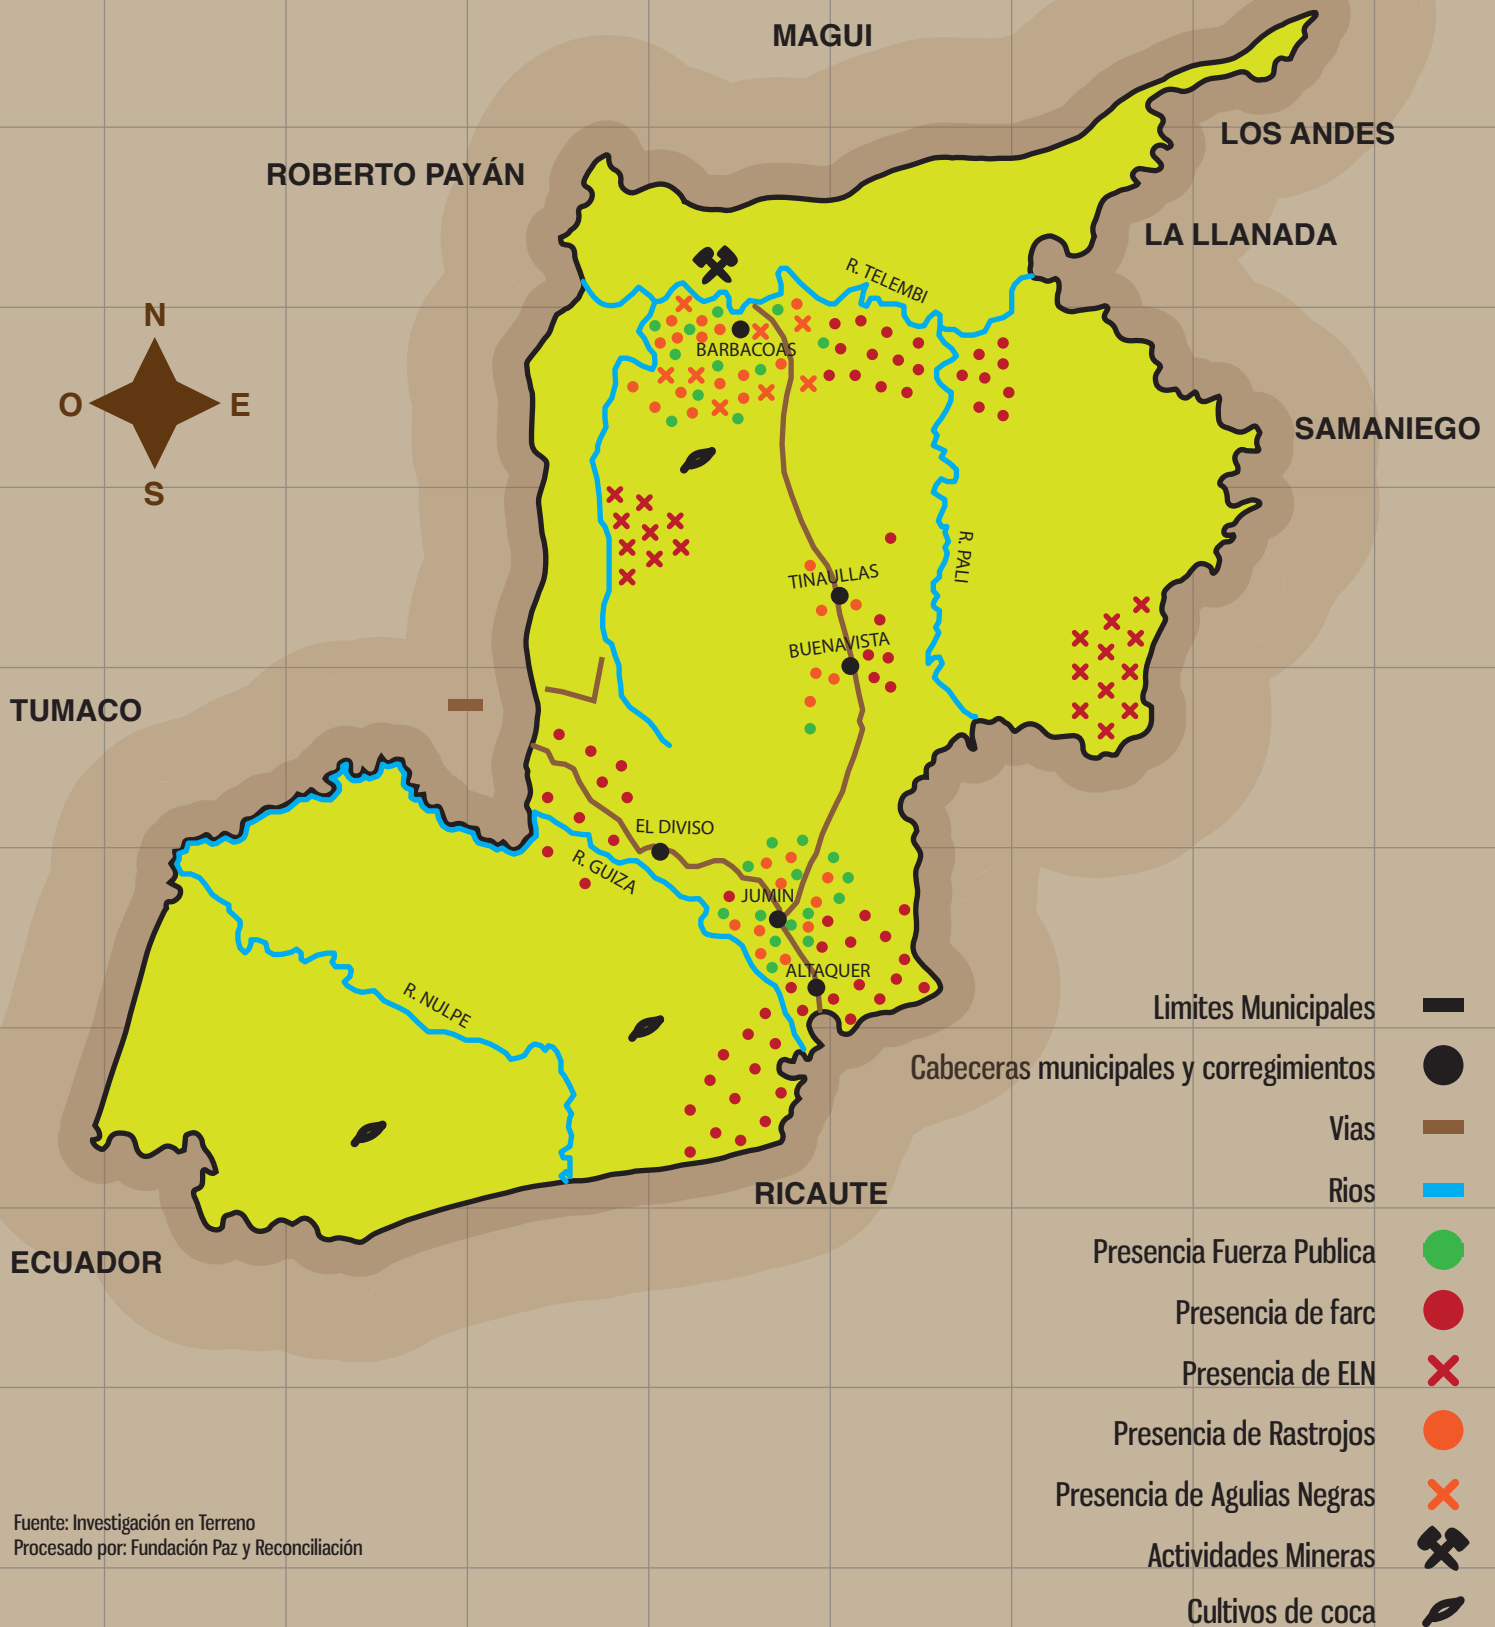 MAGUI
LOS ANDES
ROBERTO PAYÁN
LA LLANADA
R. TELEMBI
N
O
E
S
BARBACOAS
SAMANIEGO
R. PALI
TINAULLAS
BUENAVISTA
TUMACO
EL DIVISO
R. GUIZA
JUMIN
ALTAQUER
R. NULPE
RICAUTE
ECUADOR
Limites Municipales
Cabeceras municipales y corregimientos
Vias
Rios
Presencia Fuerza Publica
Presencia de farc
Presencia de ELN
Presencia de Rastrojos
Presencia de Agulias Negras
Actividades Mineras
Cultivos de coca
Fuente: Investigación en Terreno
Procesado por: Fundación Paz y Reconciliación